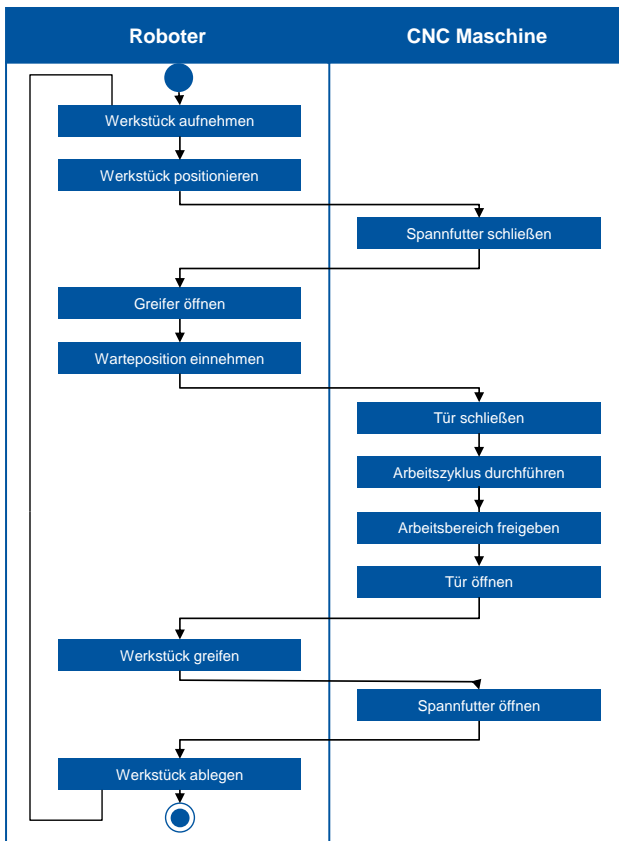 Roboter
CNC Maschine
Werkstück aufnehmen
Werkstück positionieren
Spannfutter schließen
Greifer öffnen
Warteposition einnehmen
Tür schließen
Arbeitszyklus durchführen
Arbeitsbereich freigeben
Tür öffnen
Werkstück greifen
Spannfutter öffnen
Werkstück ablegen